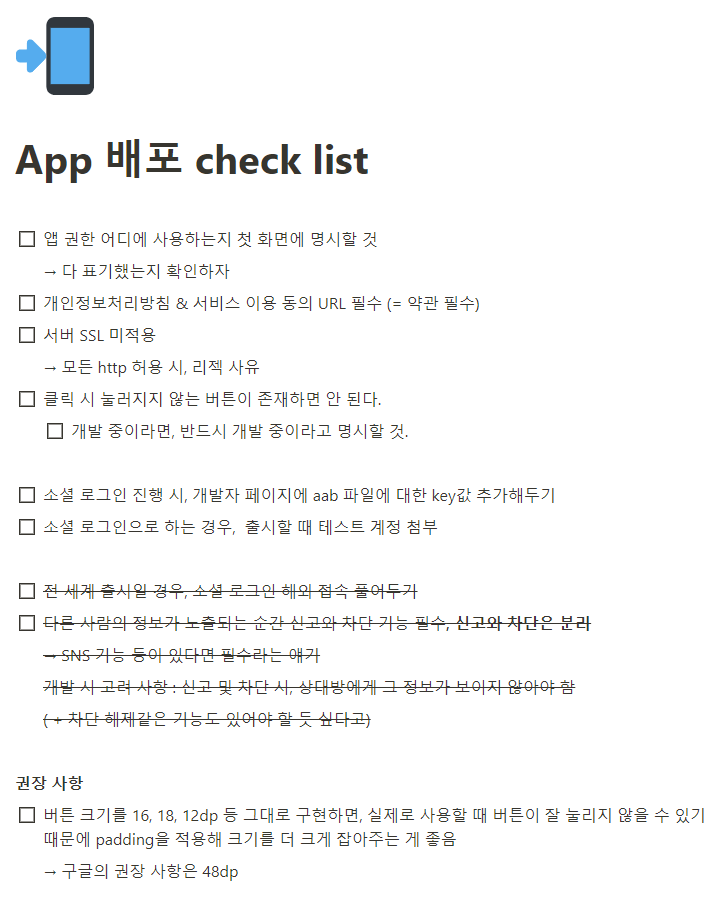 App 배포 check list
앱 권한 어디에 사용하는지 첫 화면에 명시할 것
→ 다 표기했는지 확인하자
개인정보처리방침 & 서비스 이용 동의 URL 필수 (= 약관 필수)
서버 SSL 미적용
→ 모든 http 허용 시, 리젝 사유
클릭 시 눌러지지 않는 버튼이 존재하면 안 된다.
개발 중이라면, 반드시 개발 중이라고 명시할 것.
소셜 로그인 진행 시, 개발자 페이지에 aab 파일에 대한 key값 추가해두기
소셜 로그인으로 하는 경우, 출시할 때 테스트 계정 첨부
전 세계 출시일 경우, 소셜 로그인 해외 접속 풀어두기
다른 사람의 정보가 노출되는 순간 신고와 차단 기능 필수, 신고와 차단은 분리
→ SNS 기능 등이 있다면 필수라는 얘기
개발 시 고려 사항 : 신고 및 차단 시, 상대방에게 그 정보가 보이지 않아야 함
( + 차단 해제같은 기능도 있어야 할 듯 싶다고)
권장 사항
버튼 크기를 16, 18, 12dp 등 그대로 구현하면, 실제로 사용할 때 버튼이 잘 눌리지 않을 수 있기
때문에 padding을 적용해 크기를 더 크게 잡아주는 게 좋음
→ 구글의 권장 사항은 48dp